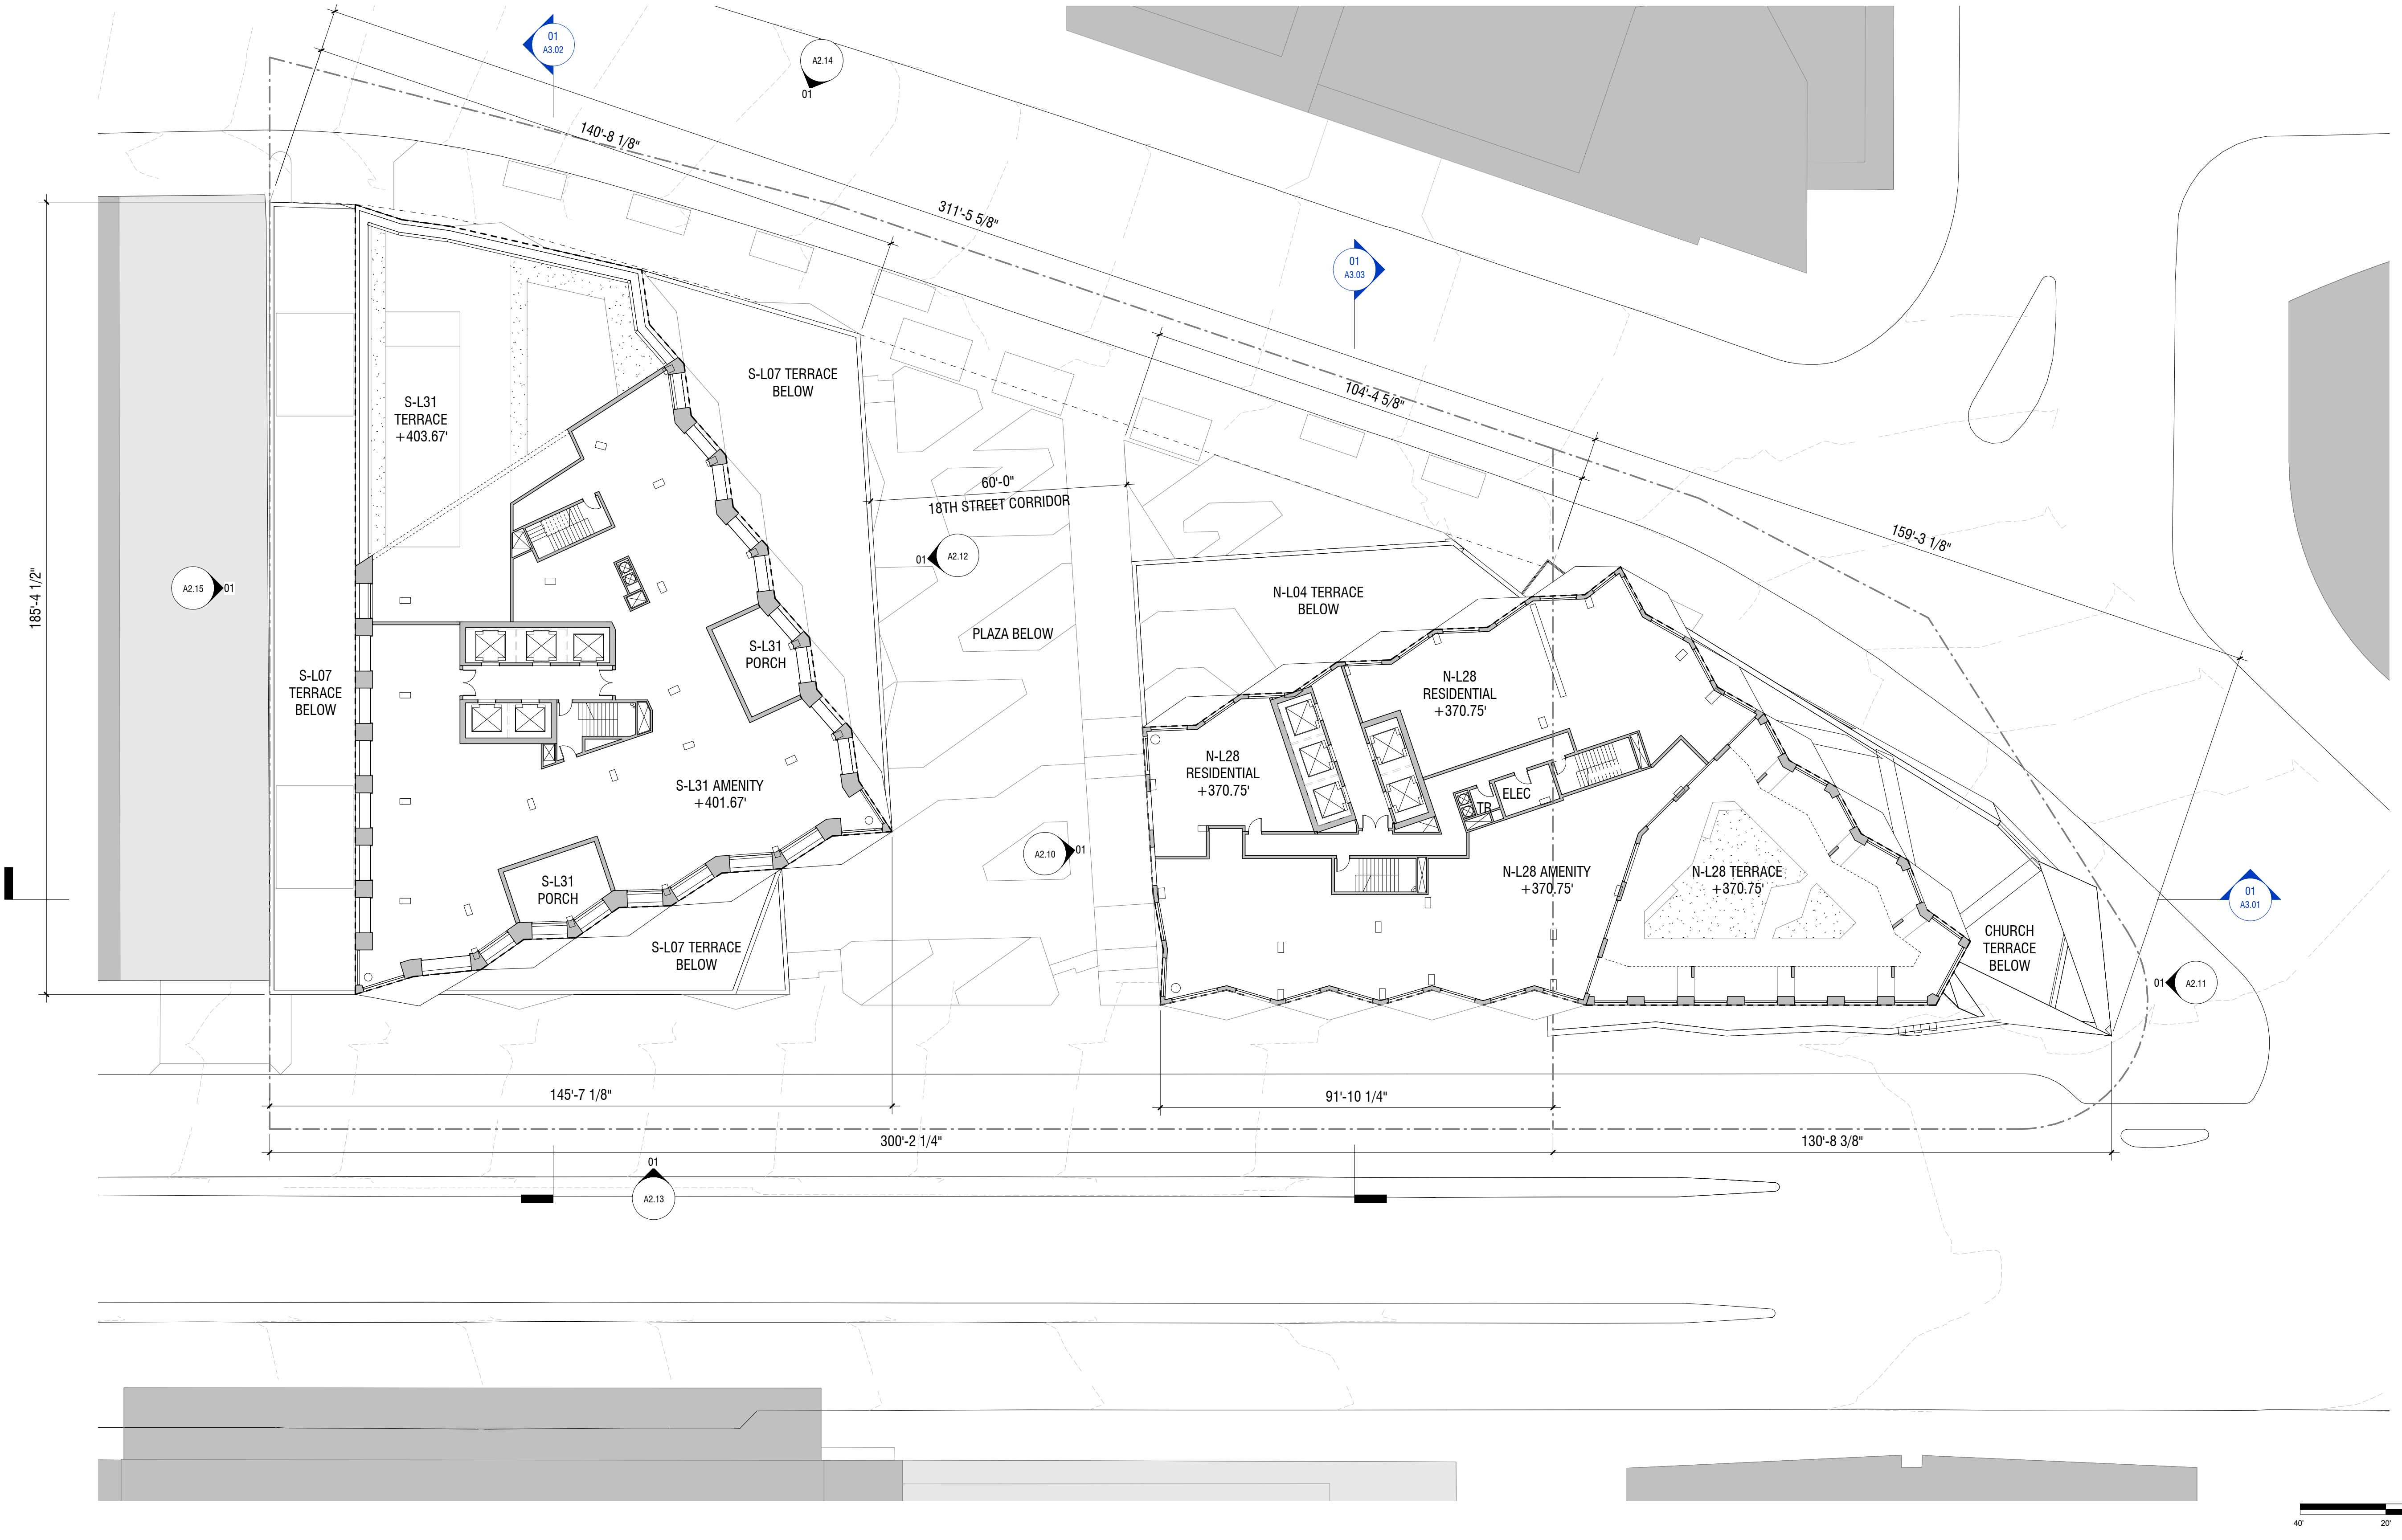 01
A3.02
A2.14
01
140'-8 1/8"
311'-5 5/8"
01
A3.03
104'-4 5/8"
159'-3 1/8"
S-L07 TERRACE
BELOW
S-L31
TERRACE
+403.67'
60'-0"
18TH STREET CORRIDOR
01
A2.12
A2.15
01
185'-4 1/2"
N-L04 TERRACE
BELOW
PLAZA BELOW
S-L31
PORCH
S-L07
TERRACE
BELOW
N-L28
RESIDENTIAL
+370.75'
N-L28
RESIDENTIAL
+370.75'
S-L31 AMENITY
+401.67'
ELEC
TR
A2.10
01
S-L31
PORCH
N-L28 AMENITY
+370.75'
N-L28 TERRACE
+370.75'
01
A3.01
CHURCH
TERRACE
BELOW
S-L07 TERRACE
BELOW
01
A2.11
145'-7 1/8"
91'-10 1/4"
300'-2 1/4"
130'-8 3/8"
01
A2.13
40'
20'